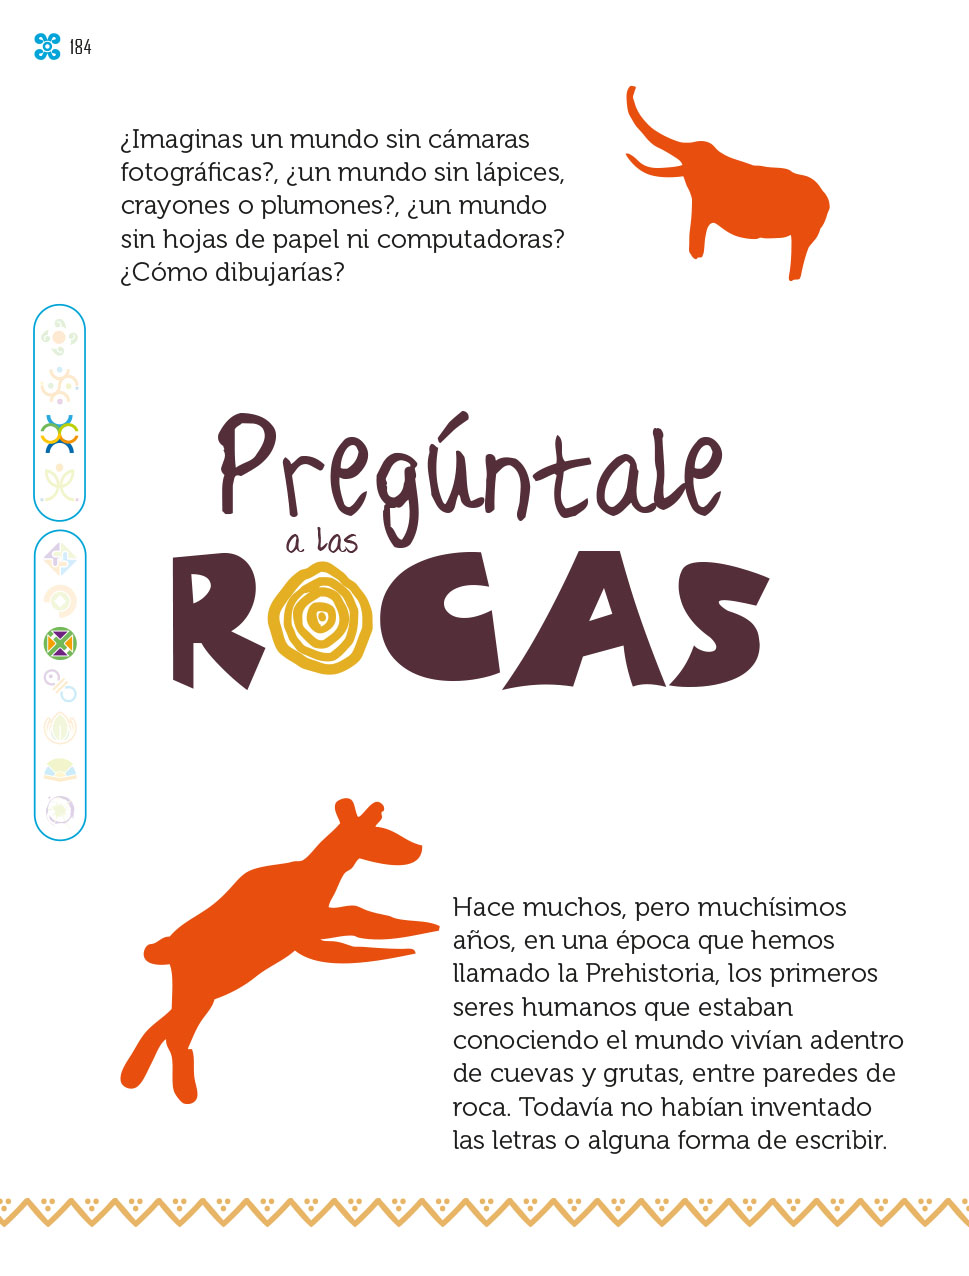 184
¿Imaginas un mundo sin cámaras
fotográficas?, ¿un mundo sin lápices,
crayones o plumones?, ¿un mundo
sin hojas de papel ni computadoras?
¿Cómo dibujarías?
Pregúntale
a las
ROCAS
Hace muchos, pero muchísimos
años, en una época que hemos
llamado la Prehistoria, los primeros
seres humanos que estaban
conociendo el mundo vivían adentro
de cuevas y grutas, entre paredes de
roca. Todavía no habían inventado
las letras o alguna forma de escribir.